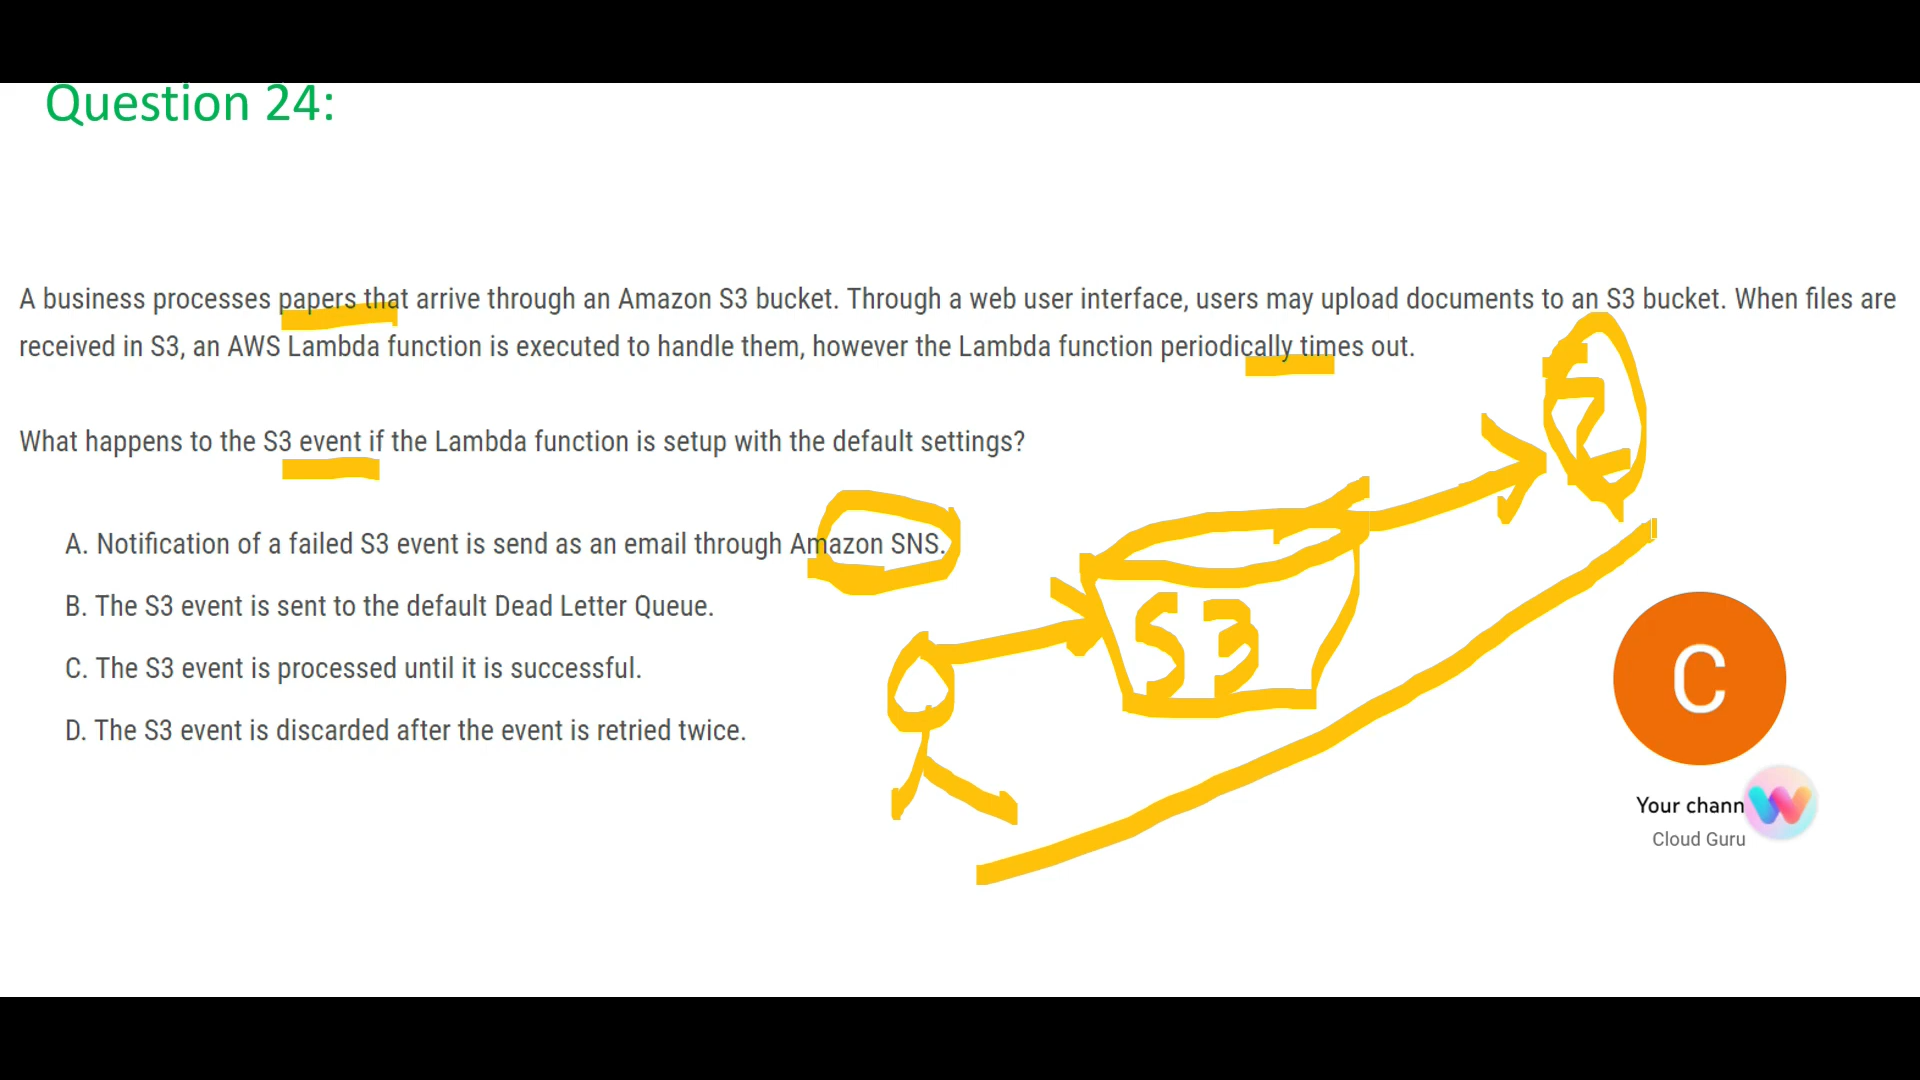 Question 24:
A business processes papers that arrive through an Amazon S3 bucket. Through a web user interface, users may upload documents to an S3 bucket. When files are
received in S3, an AWS Lambda function is executed to handle them, however the Lambda function periodically times out.
What happens to the S3 event if the Lambda function is setup with the default settings?
A. Notification of a failed S3 event is send as an email through Amazon SNS.
B. The S3 event is sent to the default Dead Letter Queue.
C. The S3 event is processed until it is successful.
D. The S3 event is discarded after the event is retried twice.
S3
C
Your chann
Cloud Guru